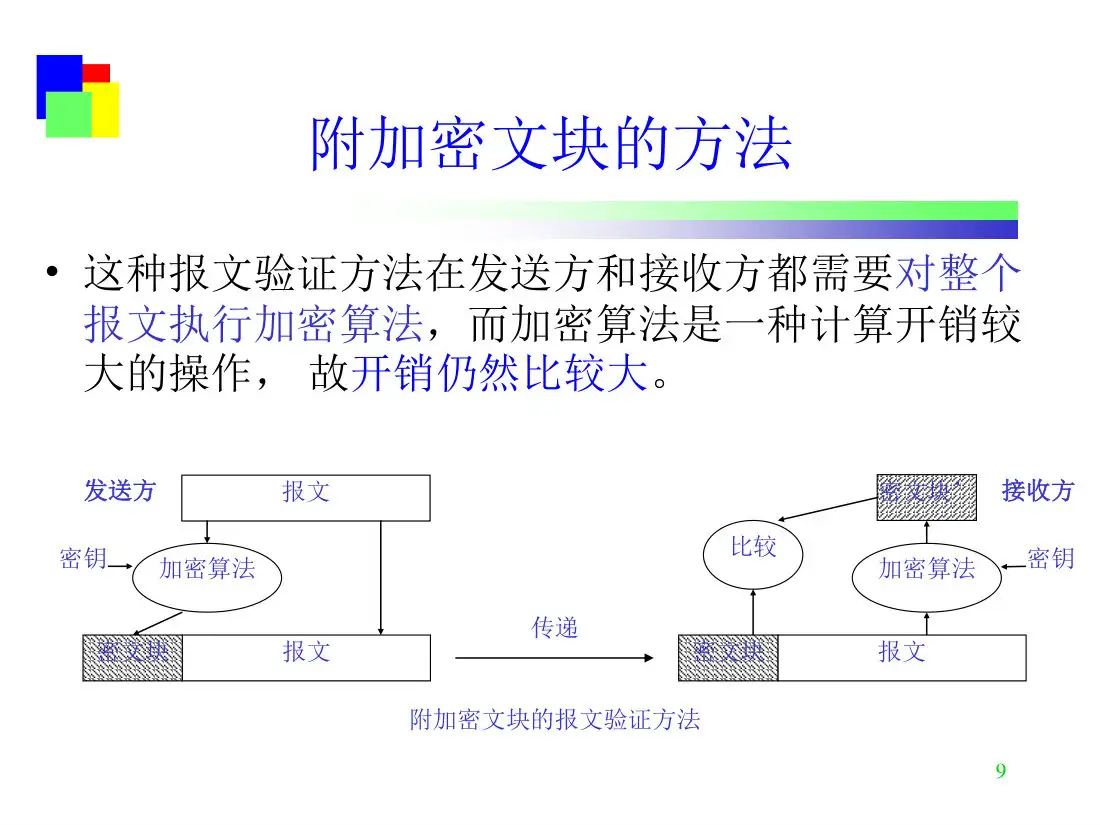 附加密文块的方法
• 这种报文验证方法在发送方和接收方都需要对整个
报文执行加密算法，而加密算法是一种计算开销较
大的操作， 故开销仍然比较大。
发送方
报文
密钥
加密算法
密文块
报文
传递
密文块'
接收方
比较
加密算法
密钥
密文块
报文
附加密文块的报文验证方法
9